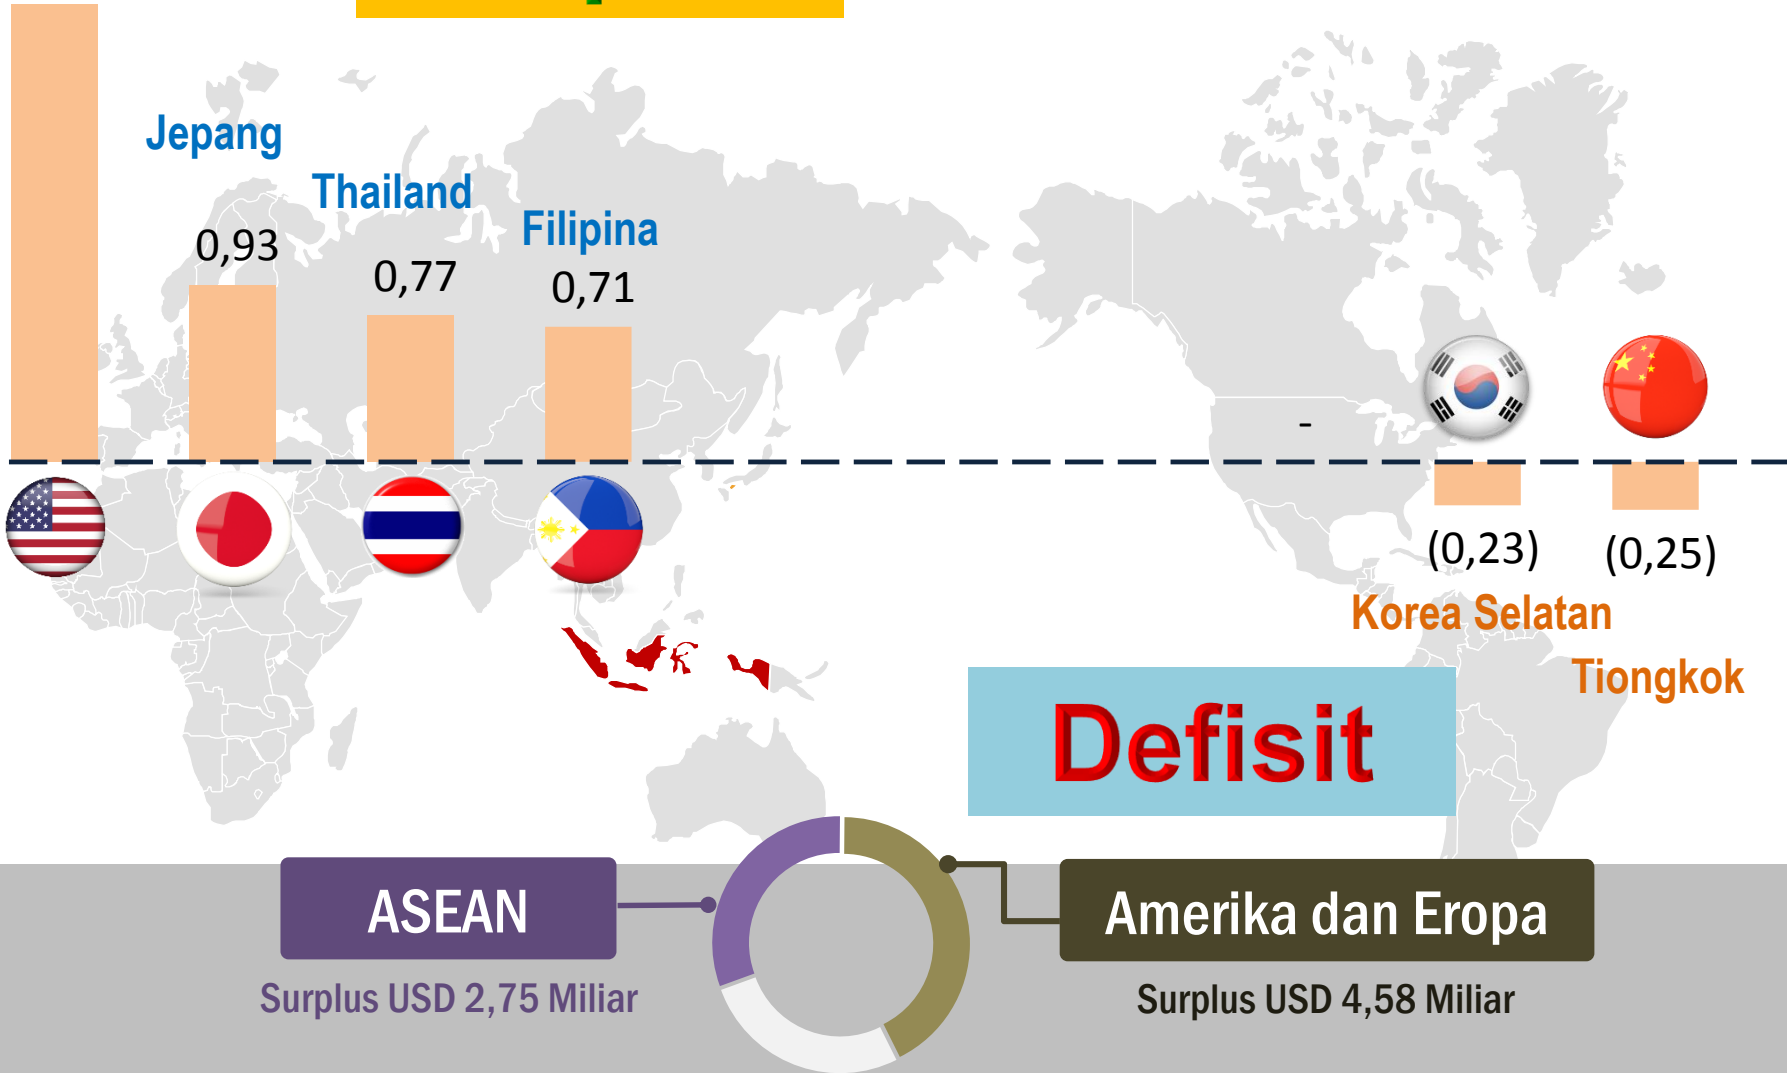 Jepang
Thailand
Filipina
0,93
0,77
0,71
-
(0,23)
(0,25)
Korea Selatan
Tiongkok
Defisit
ASEAN
Amerika dan Eropa
Surplus USD 2,75 Miliar
Surplus USD 4,58 Miliar